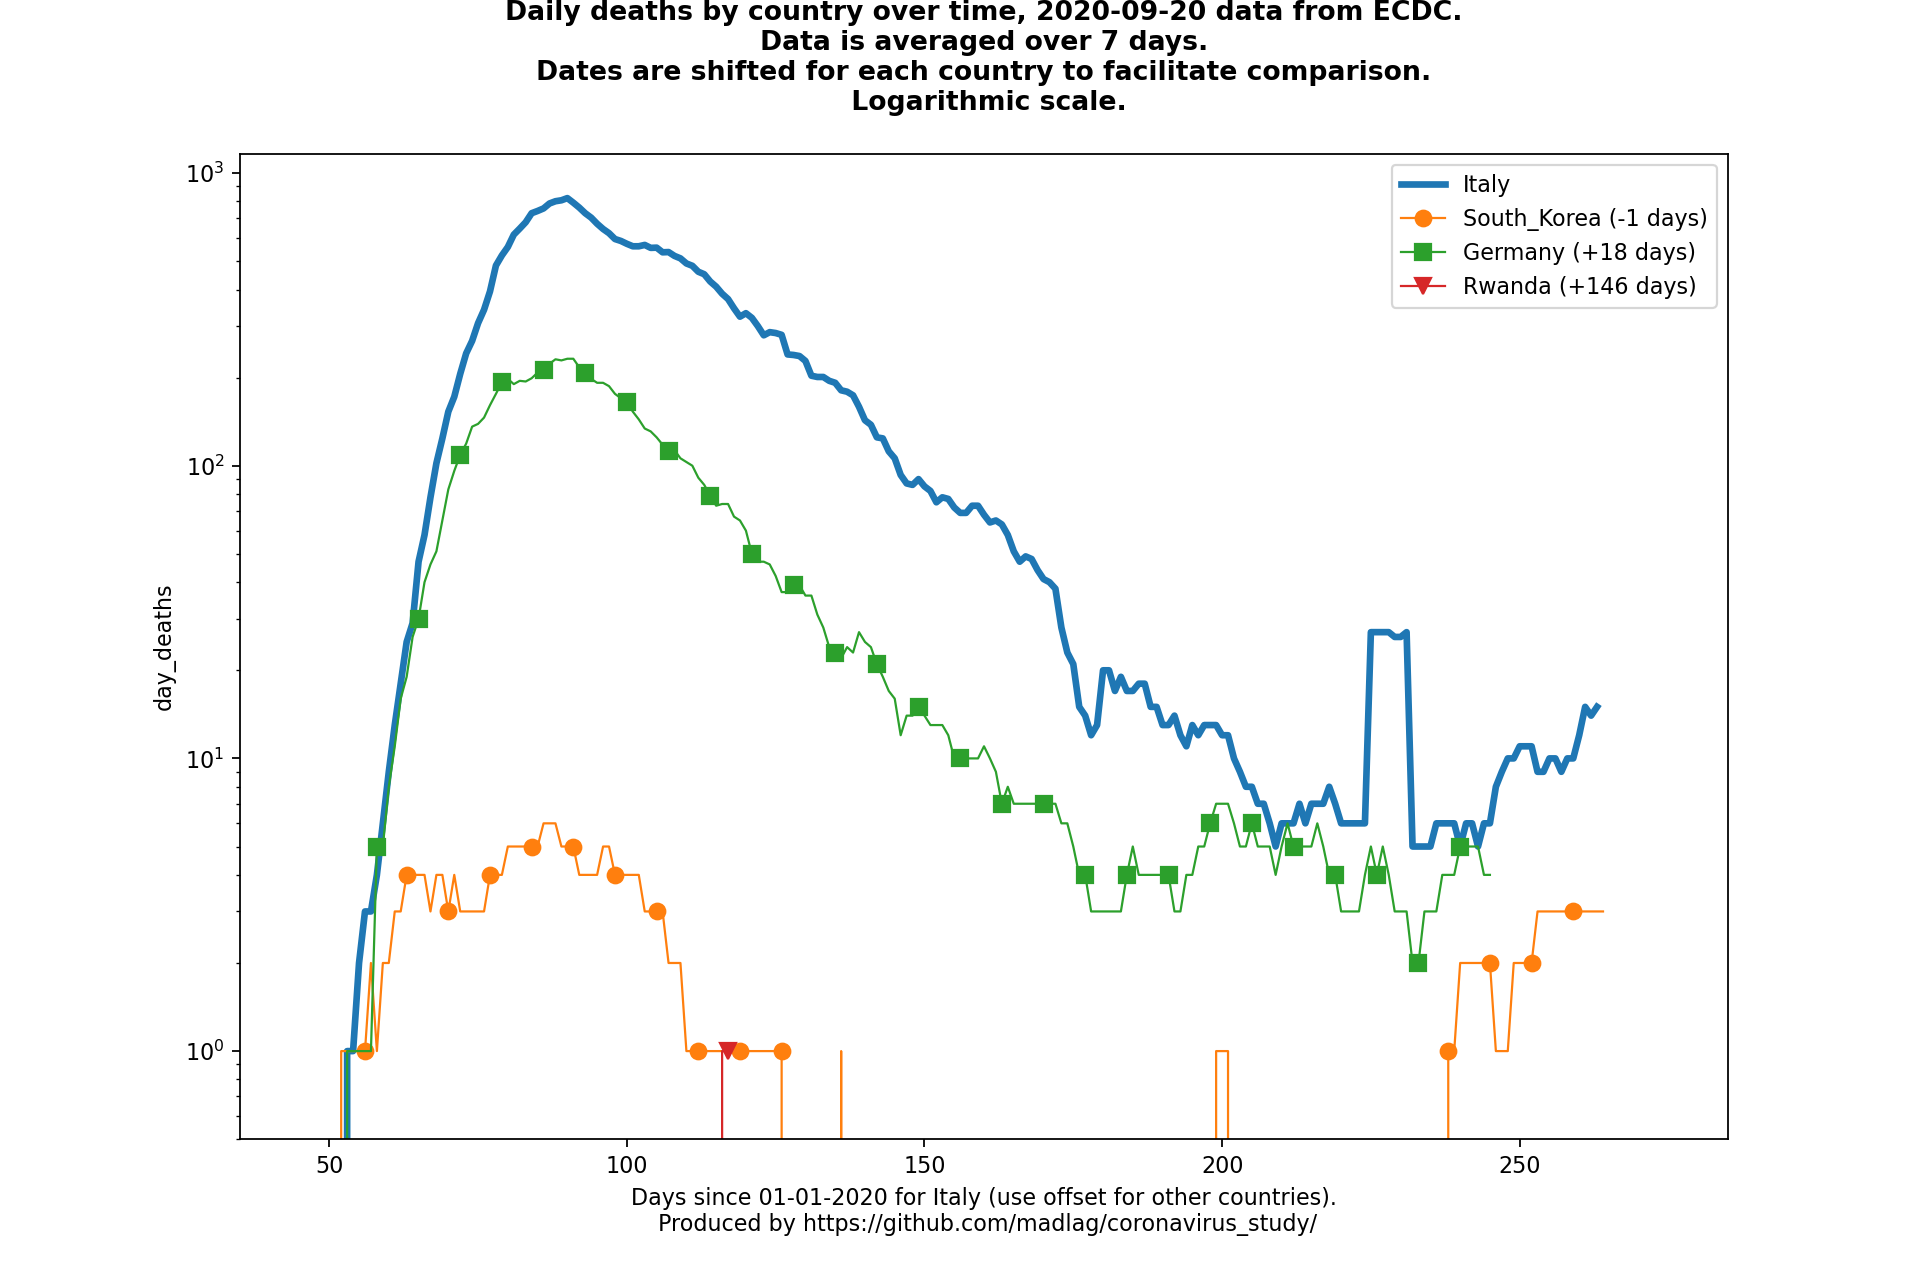 Daily deaths by country over time, 2020-09-20 data from ECDC.
Data is averaged over 7 days.
Dates are shifted for each country to facilitate comparison.
Logarithmic scale.
10³
10²
10¹
10⁰
day_deaths
Italy
South_Korea (-1 days)
Germany (+18 days)
Rwanda (+146 days)
50 100 150 200 250
Days since 01-01-2020 for Italy (use offset for other countries).
Produced by https://github.com/madlag/coronavirus_study/